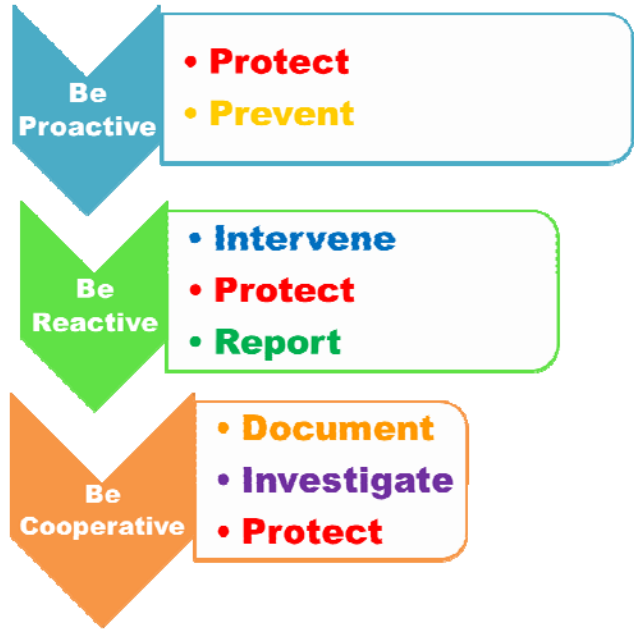 Be
Proactive
• Protect
• Prevent
Be
Reactive
• Intervene
• Protect
• Report
Be
Cooperative
• Document
• Investigate
• Protect